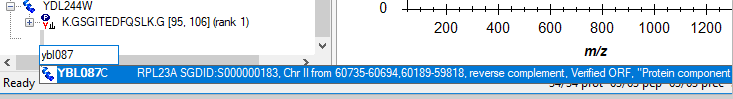 YDL244W
K.GSGITEDFQSLK.G [95, 106] (rank 1)
ybl087
YBL087C RPL23A SGDID:S000000183, Chr II from 60735-60694,60189-59818, reverse complement, Verified ORF, "Protein component
Ready
0
200 400 600 800 1000 1200
m/z